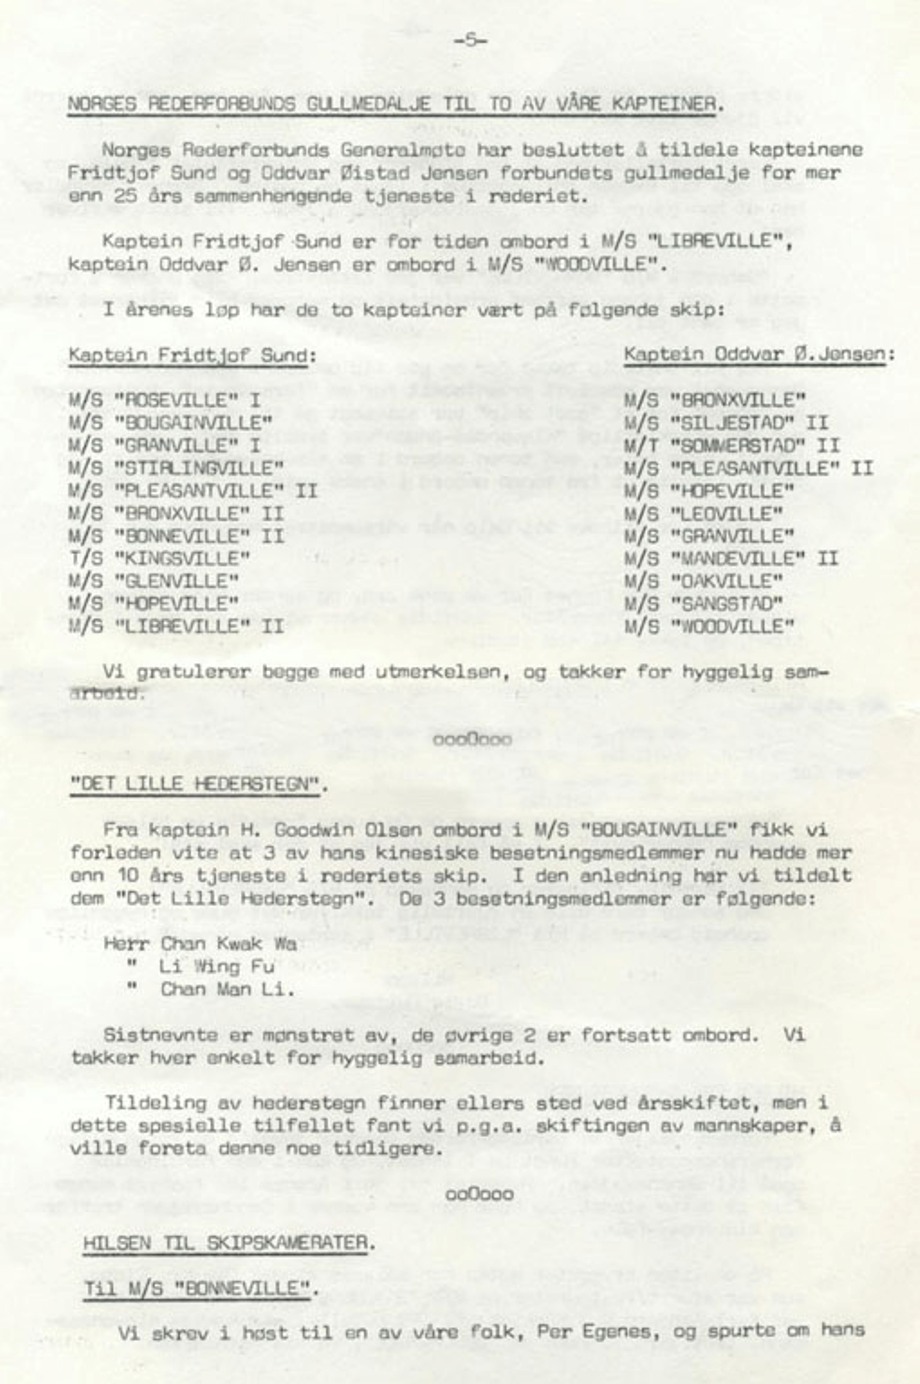 -5-
NORGES REDERFORBUNDS GULLMEDALJE TIL TO AV VÅRE KAPTEINER.
Norges Rederforbunds Generalmøte har besluttet å tildele kapteinene
Fridtjof Sund og Oddvar Øistad Jensen forbundets gullmedalje for mer
enn 25 års sammenhengende tjeneste i rederiet.
Kaptein Fridtjof Sund er for tiden ombord i M/S "LIBREVILLE",
kaptein Oddvar Ø. Jensen er ombord i M/S "WOODVILLE".
I årenes løp har de to kapteiner vært på følgende skip:
Kaptein Fridtjof Sund:
M/S "ROSEVILLE" I
M/S "BOUGAINVILLE"
M/S "GRANVILLE" I
M/S "STIRLINGVILLE"
M/S "PLEASANTVILLE" II
M/S "BRONXVILLE" II
M/S "BONNEVILLE" II
T/S "KINGSVILLE"
M/S "GLENVILLE"
M/S "HOPEVILLE"
M/S "LIBREVILLE" II
Kaptein Oddvar Ø.Jensen:
M/S "BRONXVILLE"
M/S "SILJESTAD" II
M/T "SOMMERSTAD" II
M/S "PLEASANTVILLE" II
M/S "HOPEVILLE"
M/S "LEOVILLE"
M/S "GRANVILLE"
M/S "MANDEVILLE" II
M/S "OAKVILLE"
M/S "SANGSTAD"
M/S "WOODVILLE"
Vi gratulerer begge med utmerkelsen, og takker for hyggelig sam-
arbeid.
oooOooo
"DET LILLE HEDERSTEGN".
Fra kaptein H. Goodwin Olsen ombord i M/S "BOUGAINVILLE" fikk vi
forleden vite at 3 av hans kinesiske besetningsmedlemmer nu hadde mer
enn 10 års tjeneste i rederiets skip. I den anledning har vi tildelt
dem "Det Lille Hederstegn". De 3 besetningsmedlemmer er følgende:
Herr Chan Kwak Wa
" Li Wing Fu
" Chan Man Li.
Sistnevnte er mønstret av, de øvrige 2 er fortsatt ombord. Vi
takker hver enkelt for hyggelig samarbeid.
Tildeling av hederstegn finner ellers sted ved årsskiftet, men i
dette spesielle tilfellet fant vi p.g.a. skiftingen av mannskaper, å
ville foreta denne noe tidligere.
ooOooo
HILSEN TIL SKIPSKAMERATER.
Til M/S "BONNEVILLE".
Vi skrev i høst til en av våre folk, Per Egenes, og spurte om hans